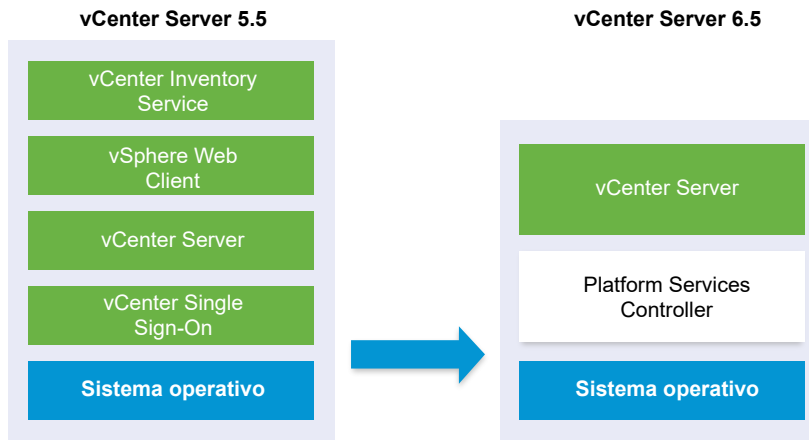 vCenter Server 5.5
vCenter Inventory
Service
vSphere Web
Client
vCenter Server
vCenter Single
Sign-On
Sistema operativo
vCenter Server 6.5
vCenter Server
Platform Services
Controller
Sistema operativo